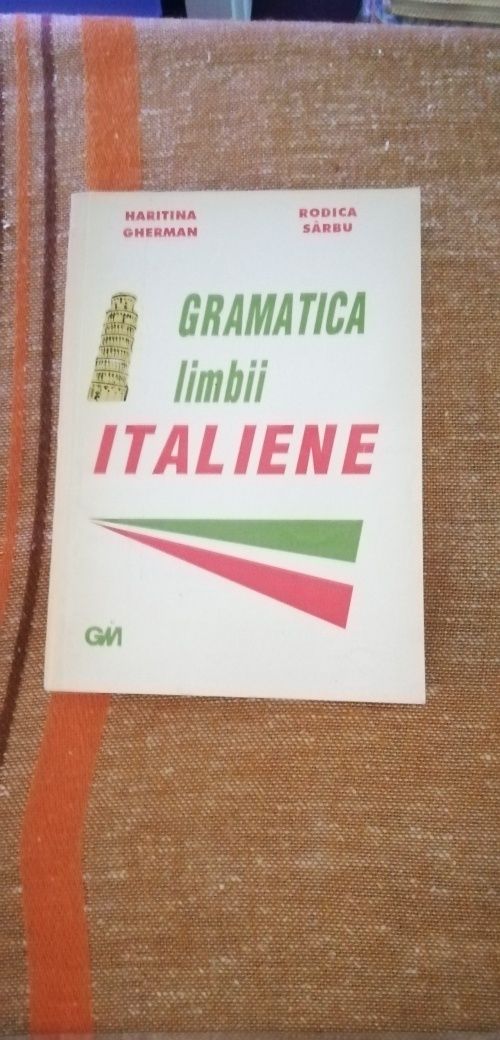 HARITINA
GHERMAN
RODICA
SÂRBU
GRAMATICA
limbii
ITALIENE
GM